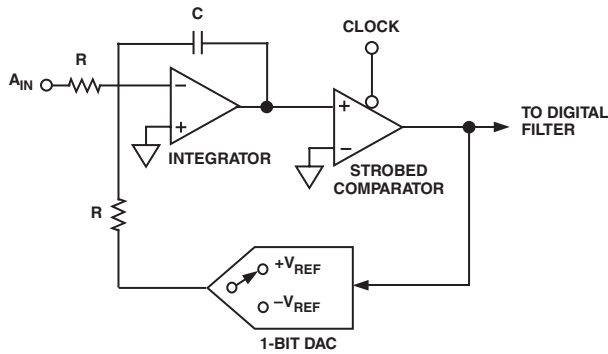 C
CLOCK
R
A_IN
−
+
INTEGRATOR
+
−
STROBED
COMPARATOR
TO DIGITAL
FILTER
R
+V_REF
−V_REF
1-BIT DAC